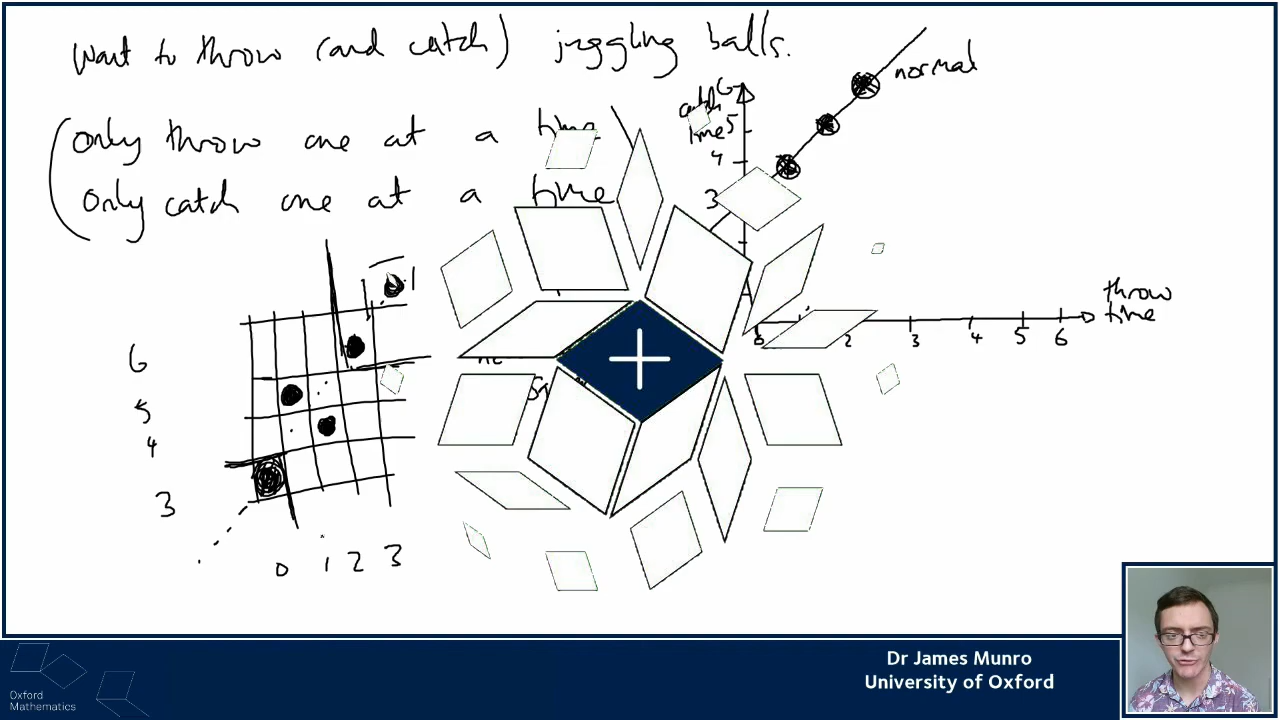 want to throw (and catch) juggling balls.
(only throw one at a time
only catch one at a time
normal
catch
time
6
5
4
3
0
2
3
4
5
6
throw
time
6
5
4
3
0 1 2 3
Dr James Munro
University of Oxford
Oxford
Mathematics